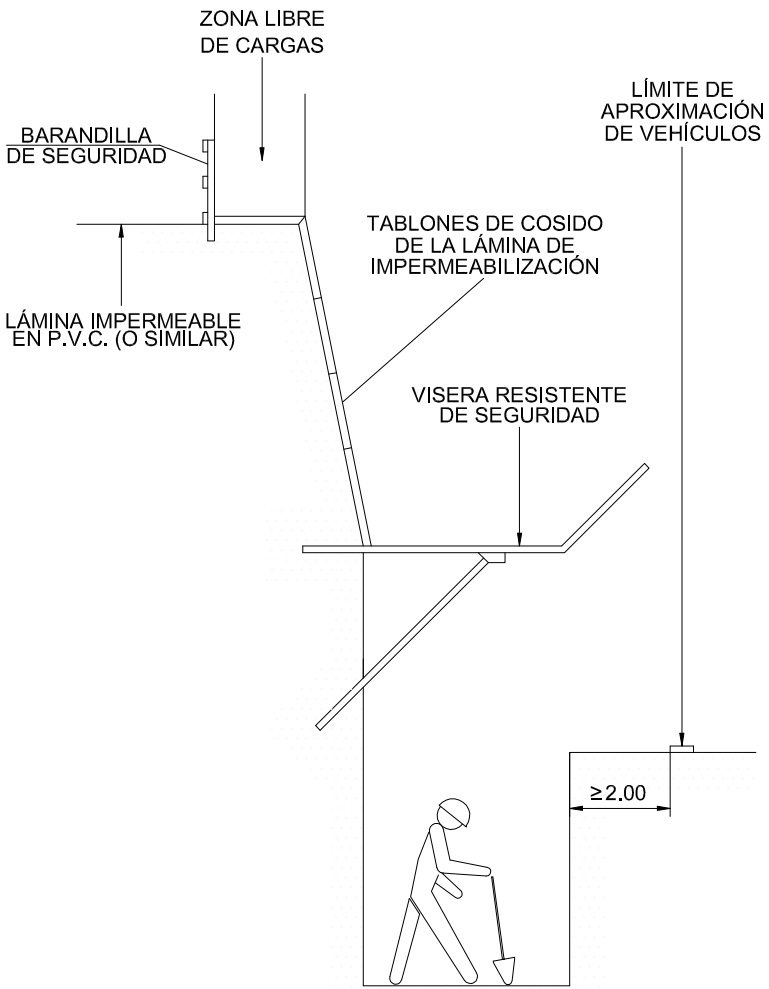 ZONA LIBRE
DE CARGAS
LÍMITE DE
APROXIMACIÓN
DE VEHÍCULOS
BARANDILLA
DE SEGURIDAD
TABLONES DE COSIDO
DE LA LÁMINA DE
IMPERMEABILIZACIÓN
LÁMINA IMPERMEABLE
EN P.V.C. (O SIMILAR)
VISERA RESISTENTE
DE SEGURIDAD
≥2.00